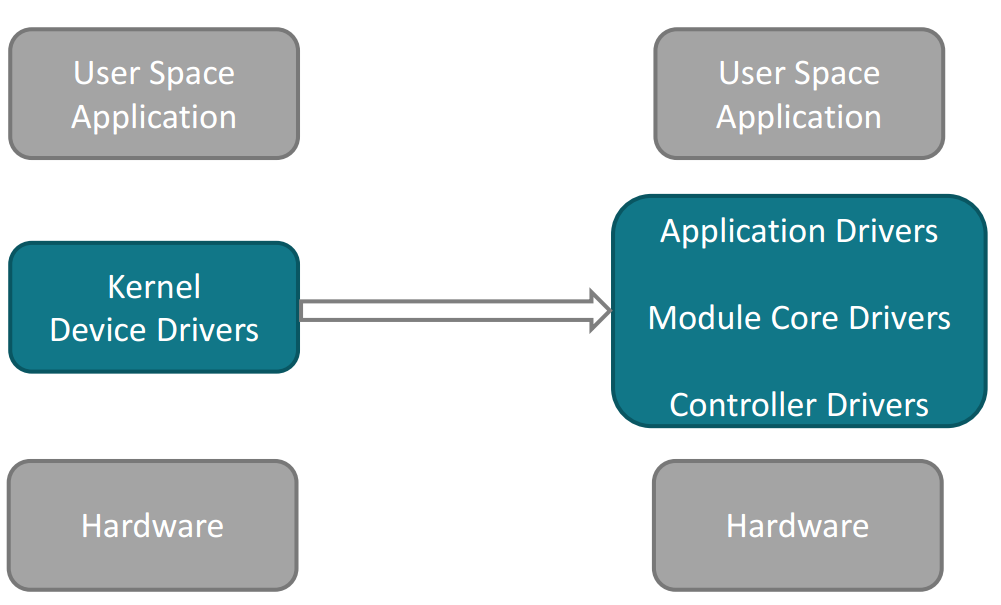 User Space
Application
Kernel
Device Drivers
Hardware
User Space
Application
Application Drivers
Module Core Drivers
Controller Drivers
Hardware